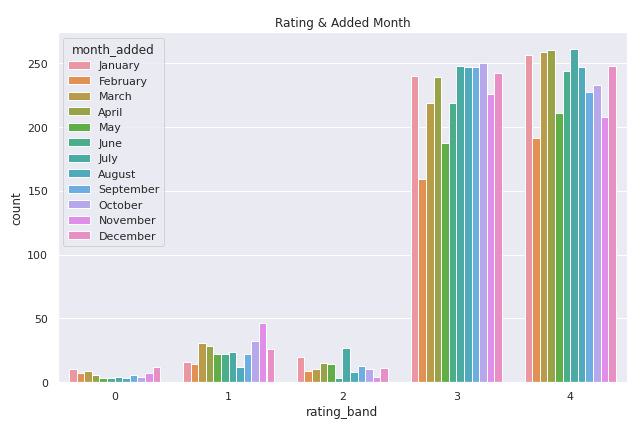 Rating & Added Month
month_added
January
February
March
April
May
June
July
August
September
October
November
December
count
250
200
150
100
50
0
0 1 2 3 4
rating_band